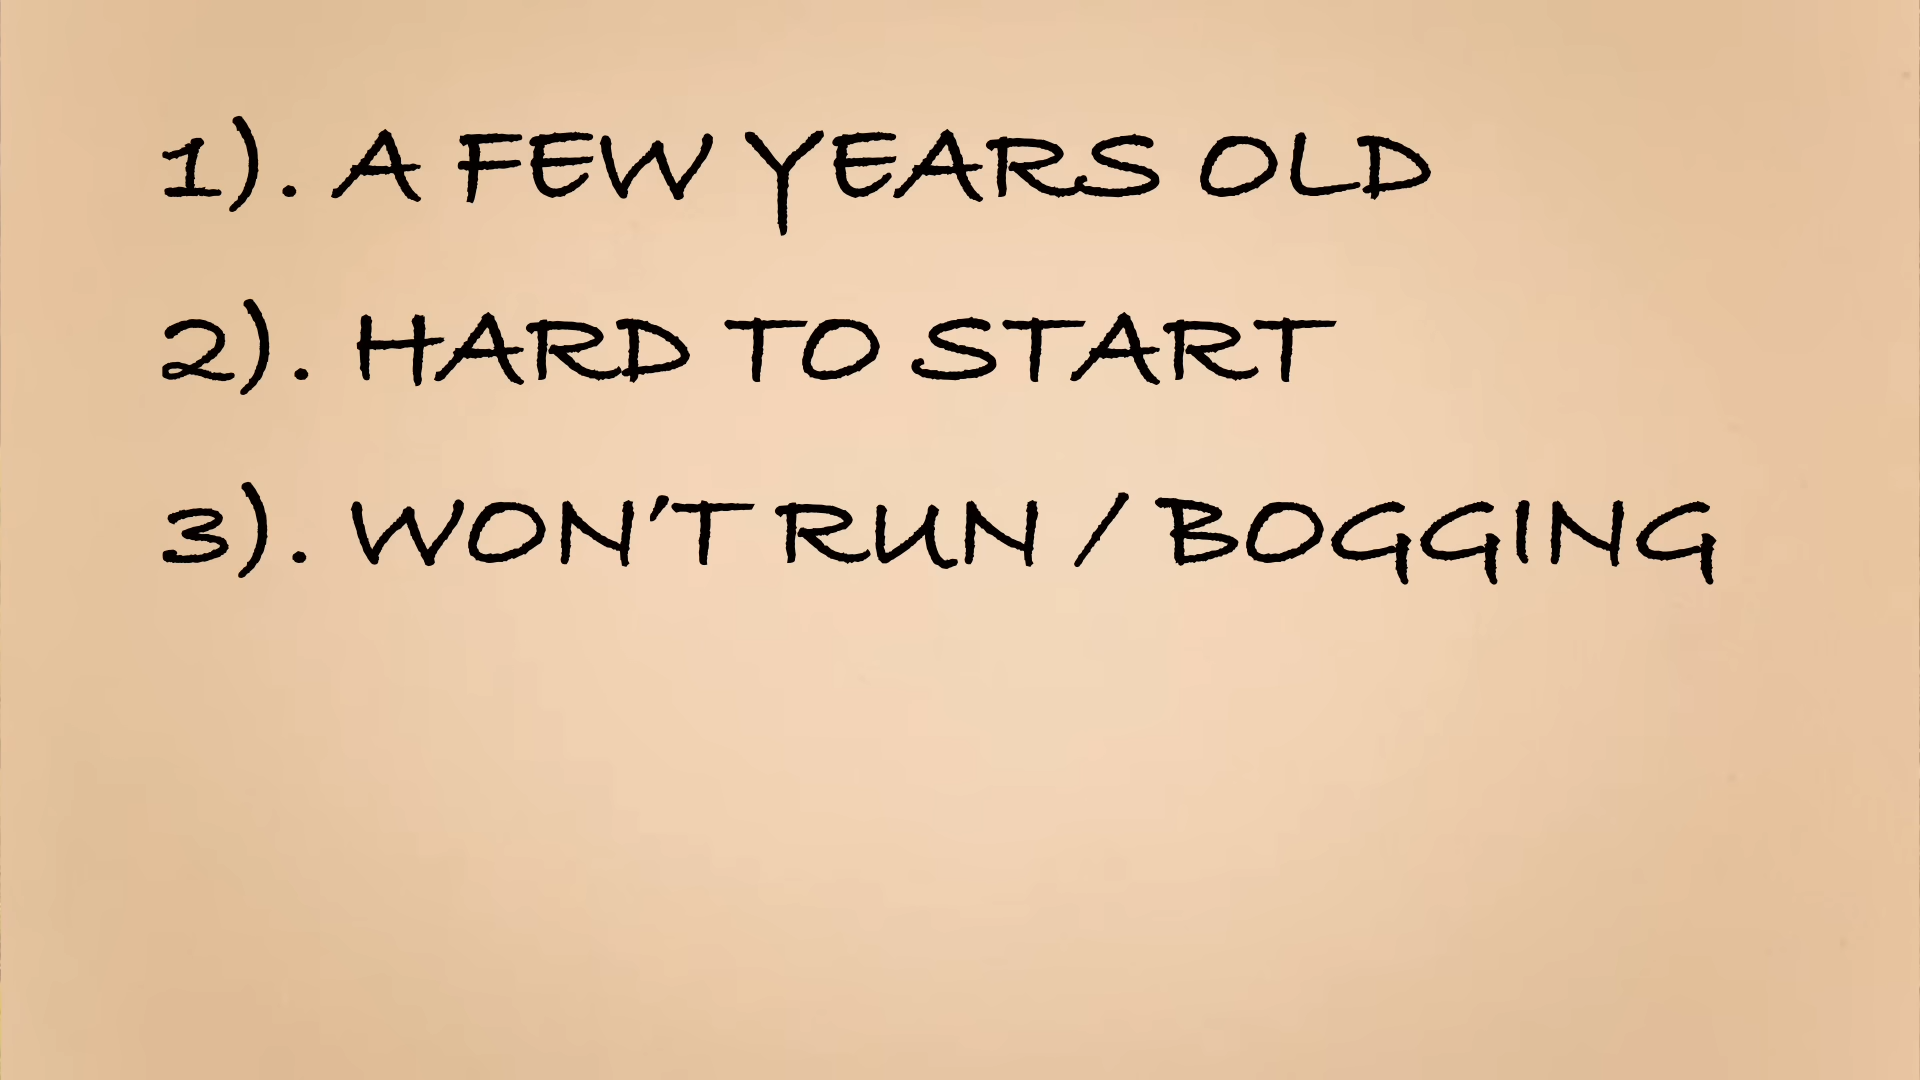 1). A FEW YEARS OLD
2). HARD TO START
3). WON'T RUN / BOGGING